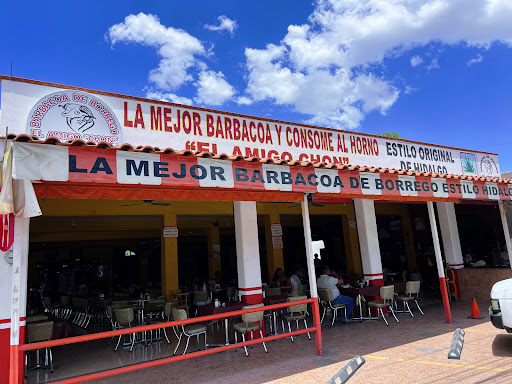 BARBACOA DE BORREGO
EL AMIGO CHON
LA MEJOR BARBACOA Y CONSOME AL HORNO
"EL AMIGO CHON"
ESTILO ORIGINAL
DE HIDALGO
LA MEJOR BARBACOA DE BORREGO ESTILO HIDALGO